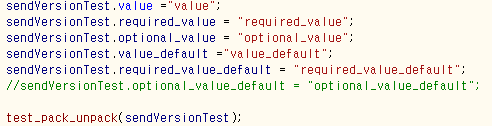 sendVersionTest.value ="value";
sendVersionTest.required_value = "required_value";
sendVersionTest.optional_value = "optional_value";
sendVersionTest.value_default ="value_default";
sendVersionTest.required_value_default = "required_value_default";
//sendVersionTest.optional_value_default = "optional_value_default";
test_pack_unpack(sendVersionTest);